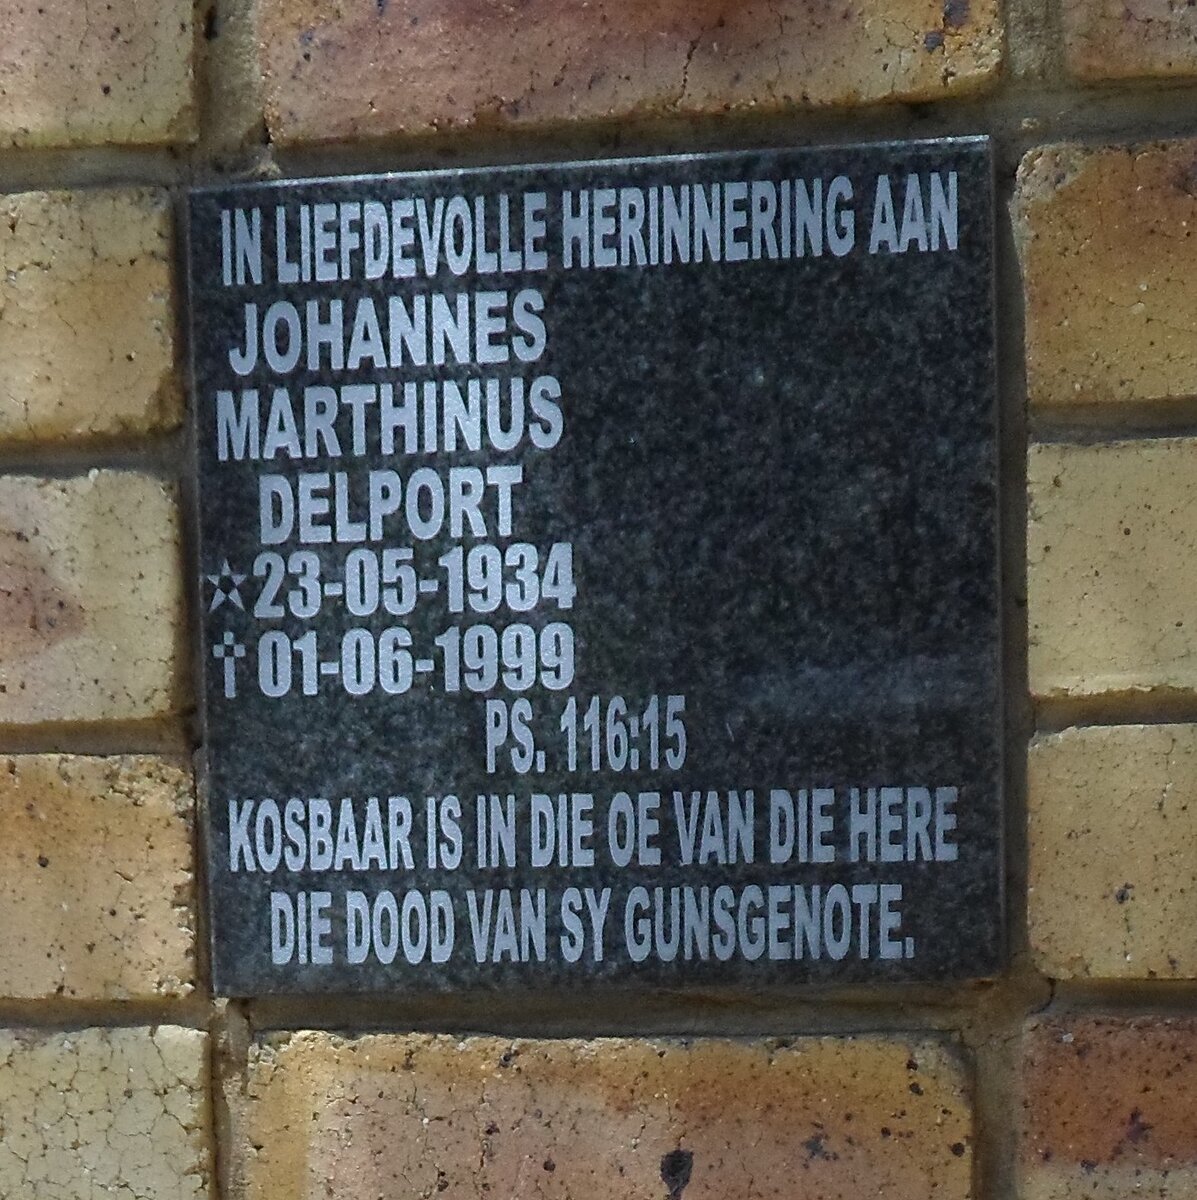 IN LIEFDEVOLLE HERINNERING AAN
JOHANNES
MARTHINUS
DELPORT
☆23-05-1934
†01-06-1999
PS. 116:15
KOSBAAR IS IN DIE OE VAN DIE HERE
DIE DOOD VAN SY GUNSGENOTE.